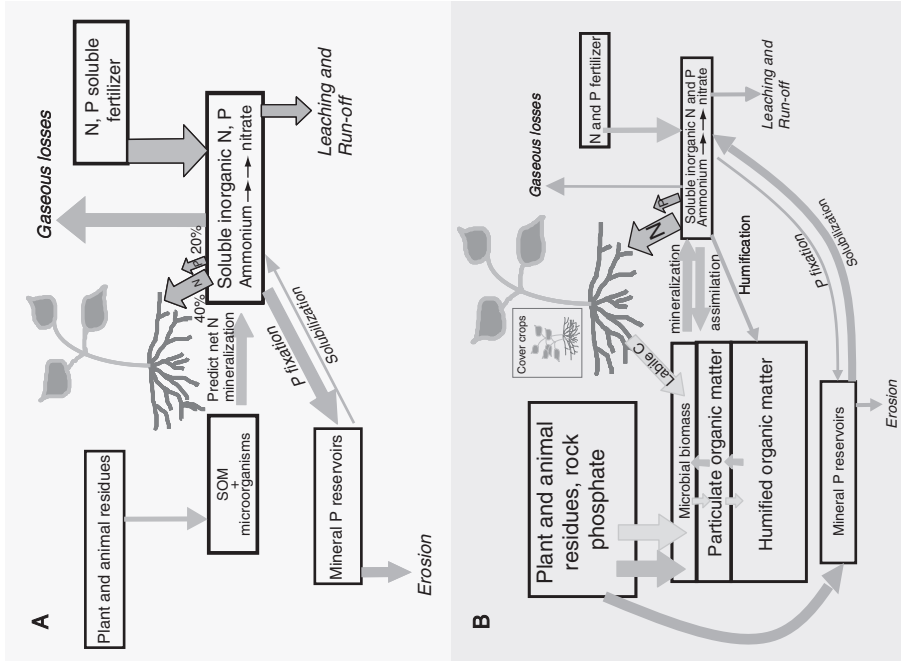 A
Plant and animal residues
SOM
+
microorganisms
Mineral P reservoirs
Erosion
Predict net N
mineralization
P fixation
Solubilization
40%
N
P
20%
Gaseous losses
N, P soluble
fertilizer
Soluble inorganic N, P
Ammonium nitrate
Leaching and
Run-off
B
Plant and animal
residues, rock
phosphate
Cover crops
Labile C
Microbial biomass
Particulate organic matter
Humified organic matter
Mineral P reservoirs
Erosion
mineralization
assimilation
Humification
P fixation
Solubilization
N
P
Gaseous losses
N and P fertilizer
Soluble inorganic N and P
Ammonium nitrate
Leaching and
Run-off